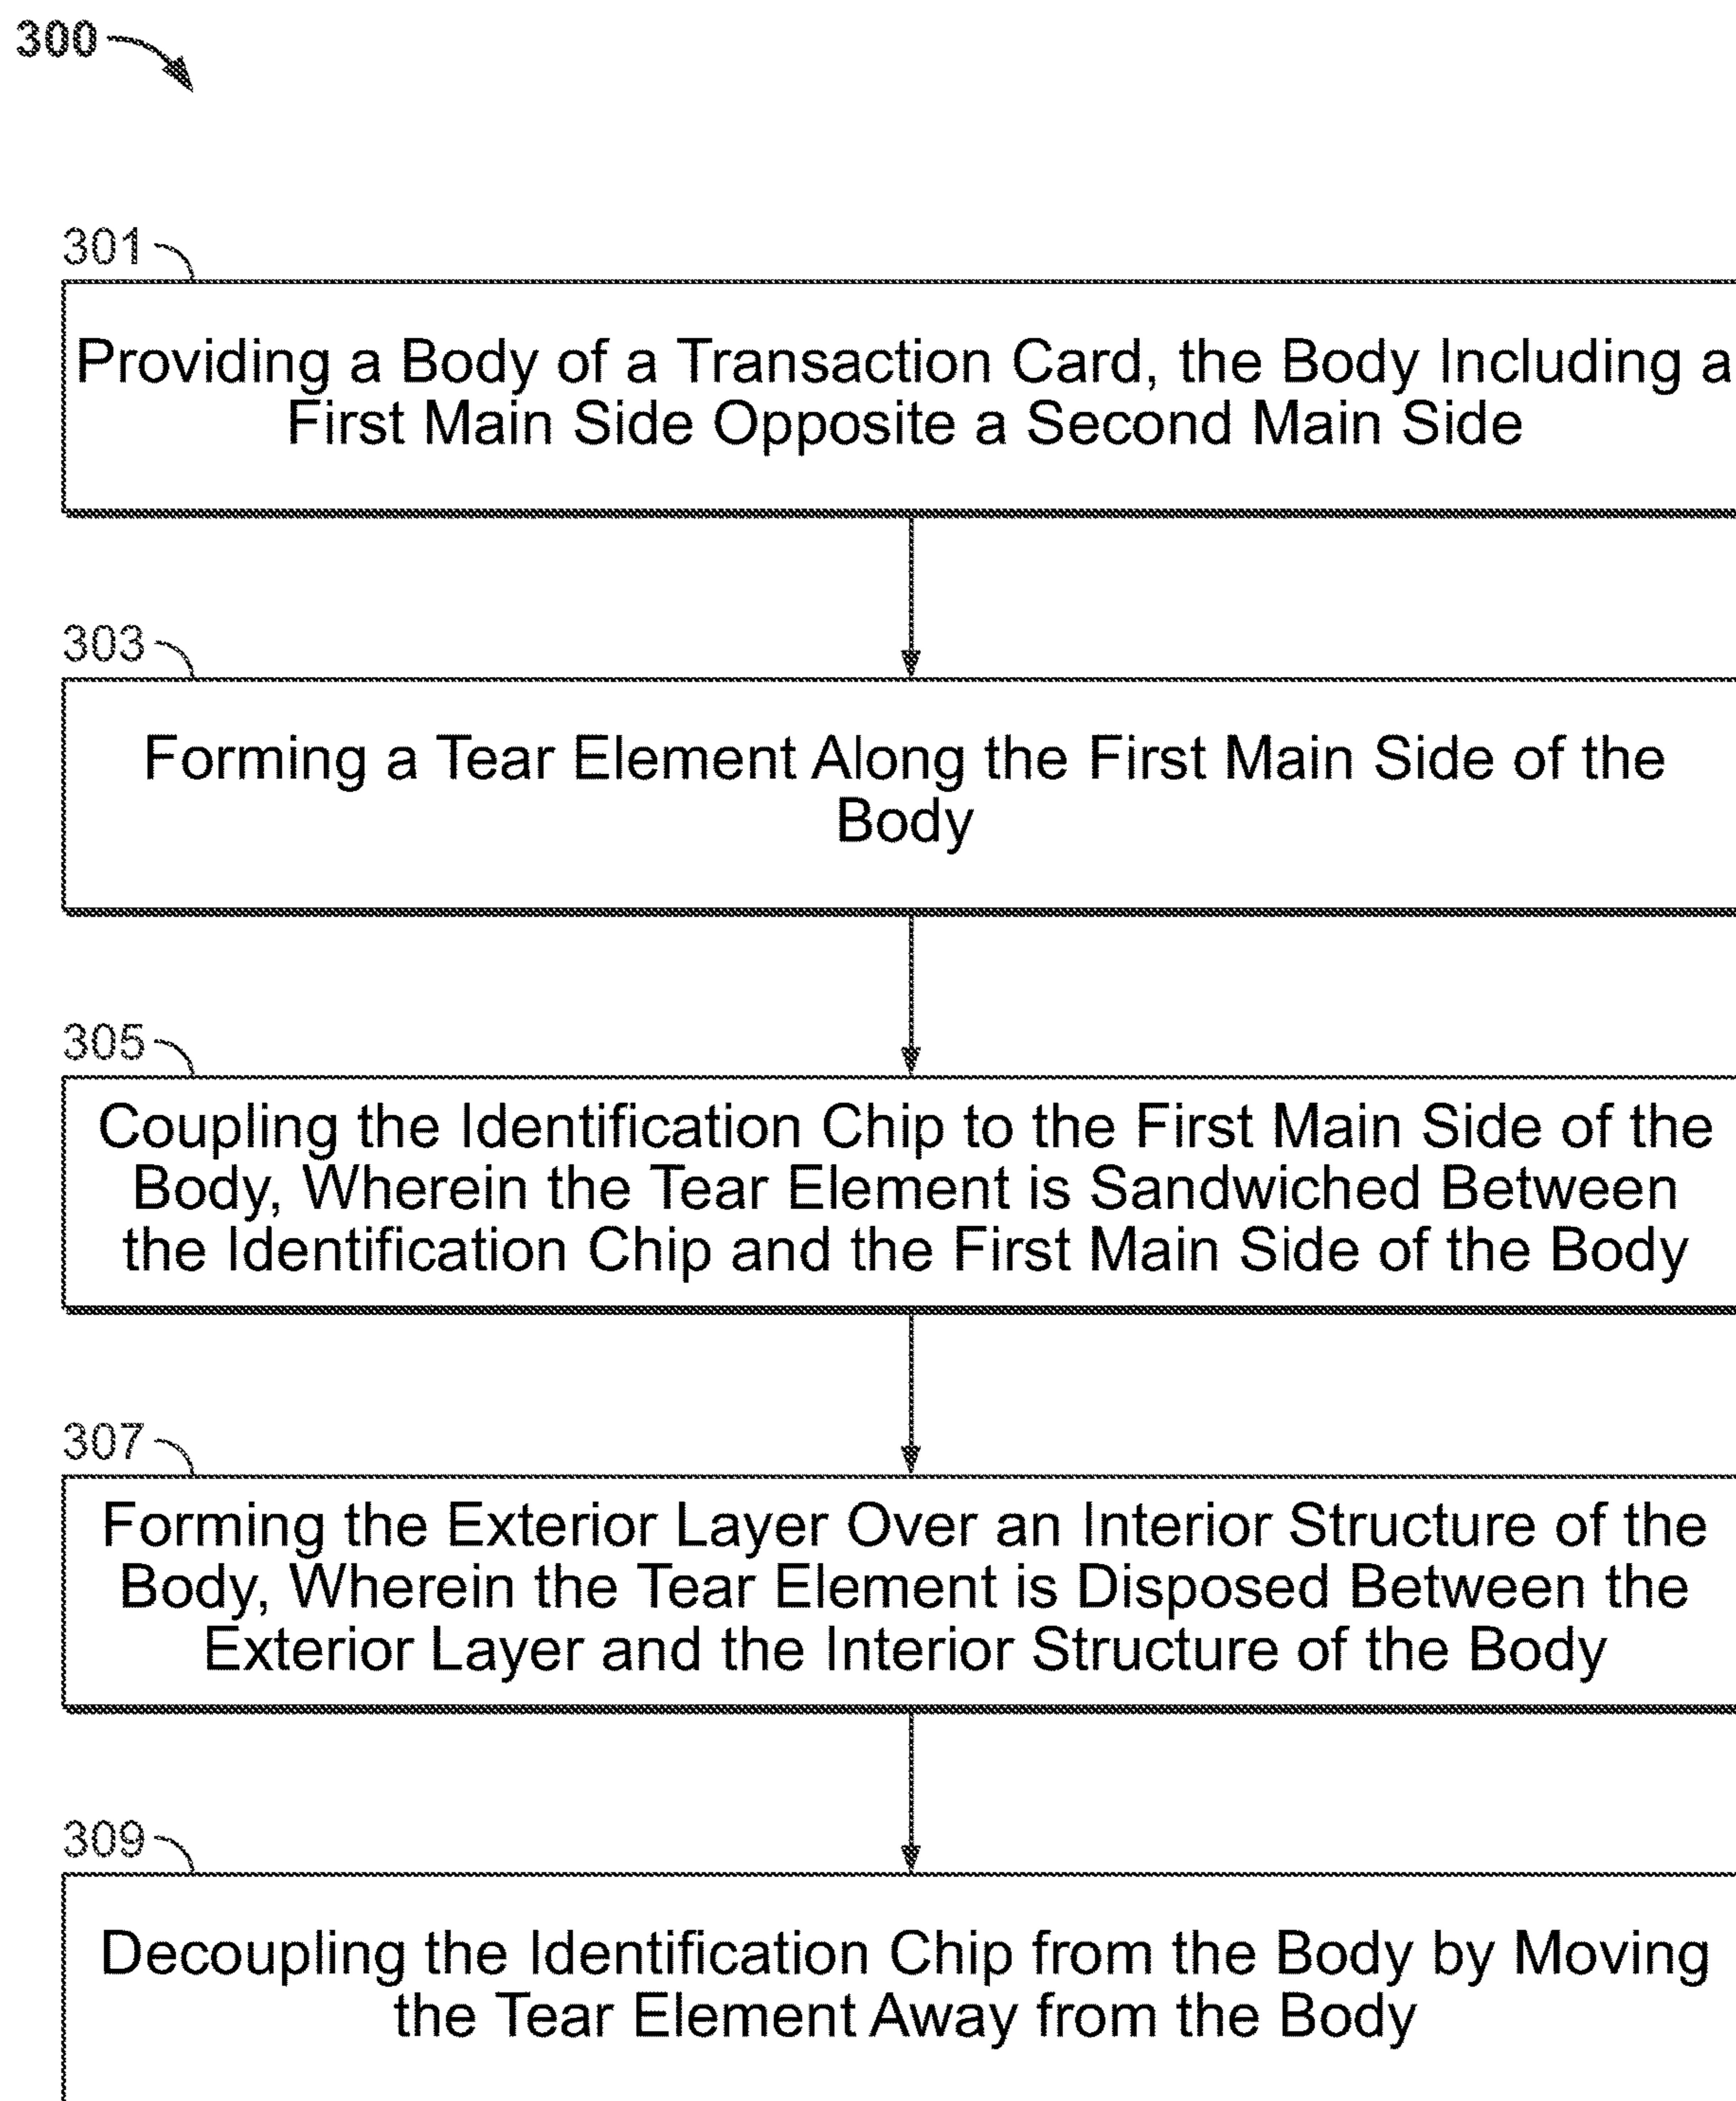 300
301
Providing a Body of a Transaction Card, the Body Including a
First Main Side Opposite a Second Main Side
303
Forming a Tear Element Along the First Main Side of the
Body
305
Coupling the Identification Chip to the First Main Side of the
Body, Wherein the Tear Element is Sandwiched Between
the Identification Chip and the First Main Side of the Body
307
Forming the Exterior Layer Over an Interior Structure of the
Body, Wherein the Tear Element is Disposed Between the
Exterior Layer and the Interior Structure of the Body
309
Decoupling the Identification Chip from the Body by Moving
the Tear Element Away from the Body